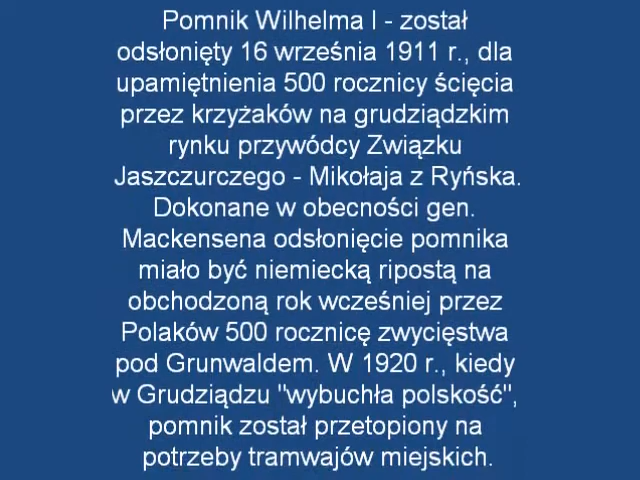 Pomnik Wilhelma I - został
odsłonięty 16 września 1911 r., dla
upamiętnienia 500 rocznicy ścięcia
przez krzyżaków na grudziądzkim
rynku przywódcy Związku
Jaszczurczego - Mikołaja z Ryńska.
Dokonane w obecności gen.
Mackensena odsłonięcie pomnika
miało być niemiecką ripostą na
obchodzoną rok wcześniej przez
Polaków 500 rocznicę zwycięstwa
pod Grunwaldem. W 1920 r., kiedy
w Grudziądzu "wybuchła polskość",
pomnik został przetopiony na
potrzeby tramwajów miejskich.